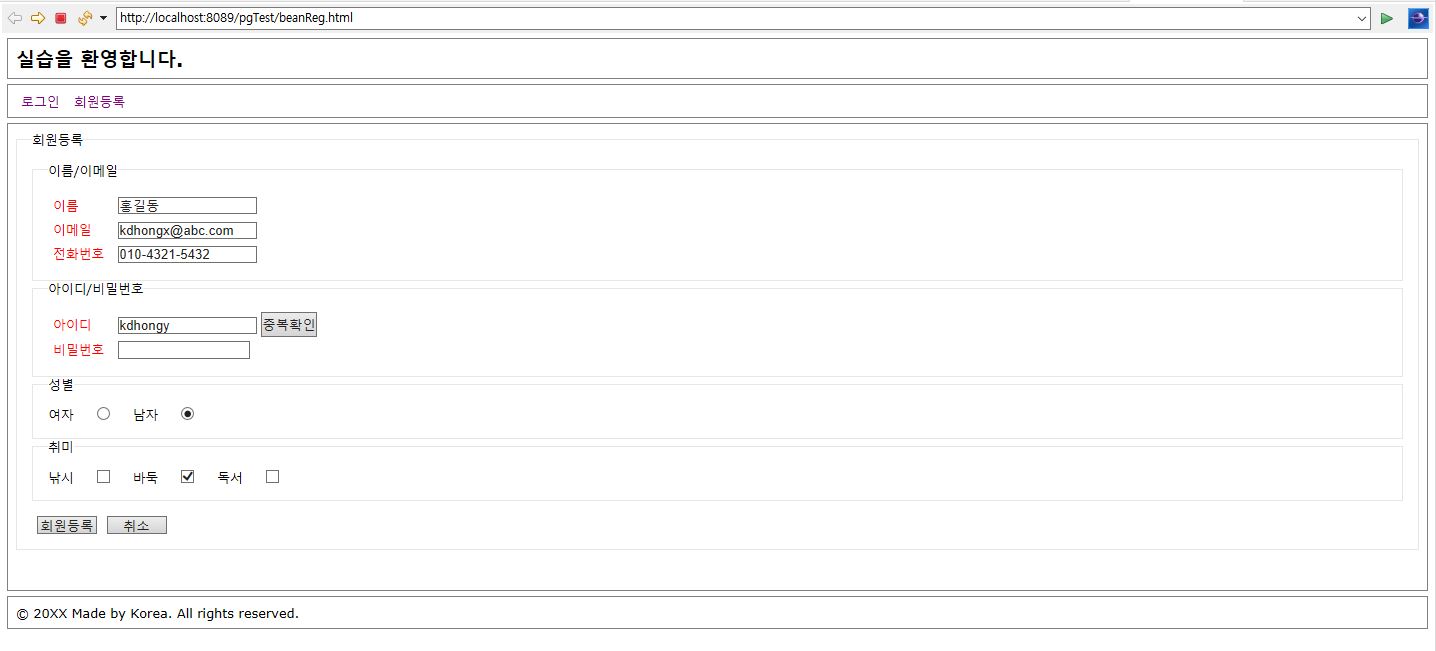 http://localhost:8089/pgTest/beanReg.html
실습을 환영합니다.
로그인 회원등록
회원등록
이름/이메일
이름 홍길동
이메일 kdhongx@abc.com
전화번호 010-4321-5432
아이디/비밀번호
아이디 kdhongy 중복확인
비밀번호
성별
여자 남자
취미
낚시 바둑 독서
회원등록 취소
© 20XX Made by Korea. All rights reserved.